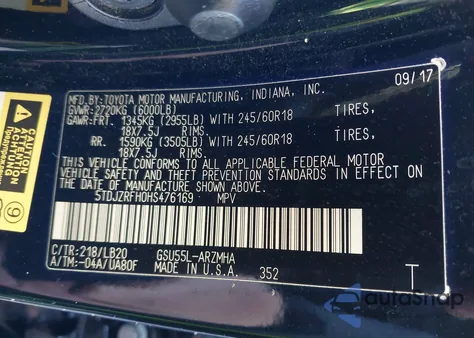 09/17
MFD.BY:TOYOTA MOTOR MANUFACTURING, INDIANA, INC.
GVWR:2720KG (6000LB)
GAWR:FRT. 1345KG (2955LB) WITH 245/60R18 TIRES,
18X7.5J RIMS.
RR. 1590KG (3505LB) WITH 245/60R18 TIRES,
18X7.5J RIMS.
THIS VEHICLE CONFORMS TO ALL APPLICABLE FEDERAL MOTOR
VEHICLE SAFETY AND THEFT PREVENTION STANDARDS IN EFFECT ON
THE DATE OF MANUFACTURE SHOWN ABOVE.
5TDJZRFH0HS476169 MPV
C/TR:218/LB20 GSU55L-ARZMHA
A/TM:-04A/UA80F MADE IN U.S.A. 352
T
CAUTION
ACHTUNG
9
autoSnap